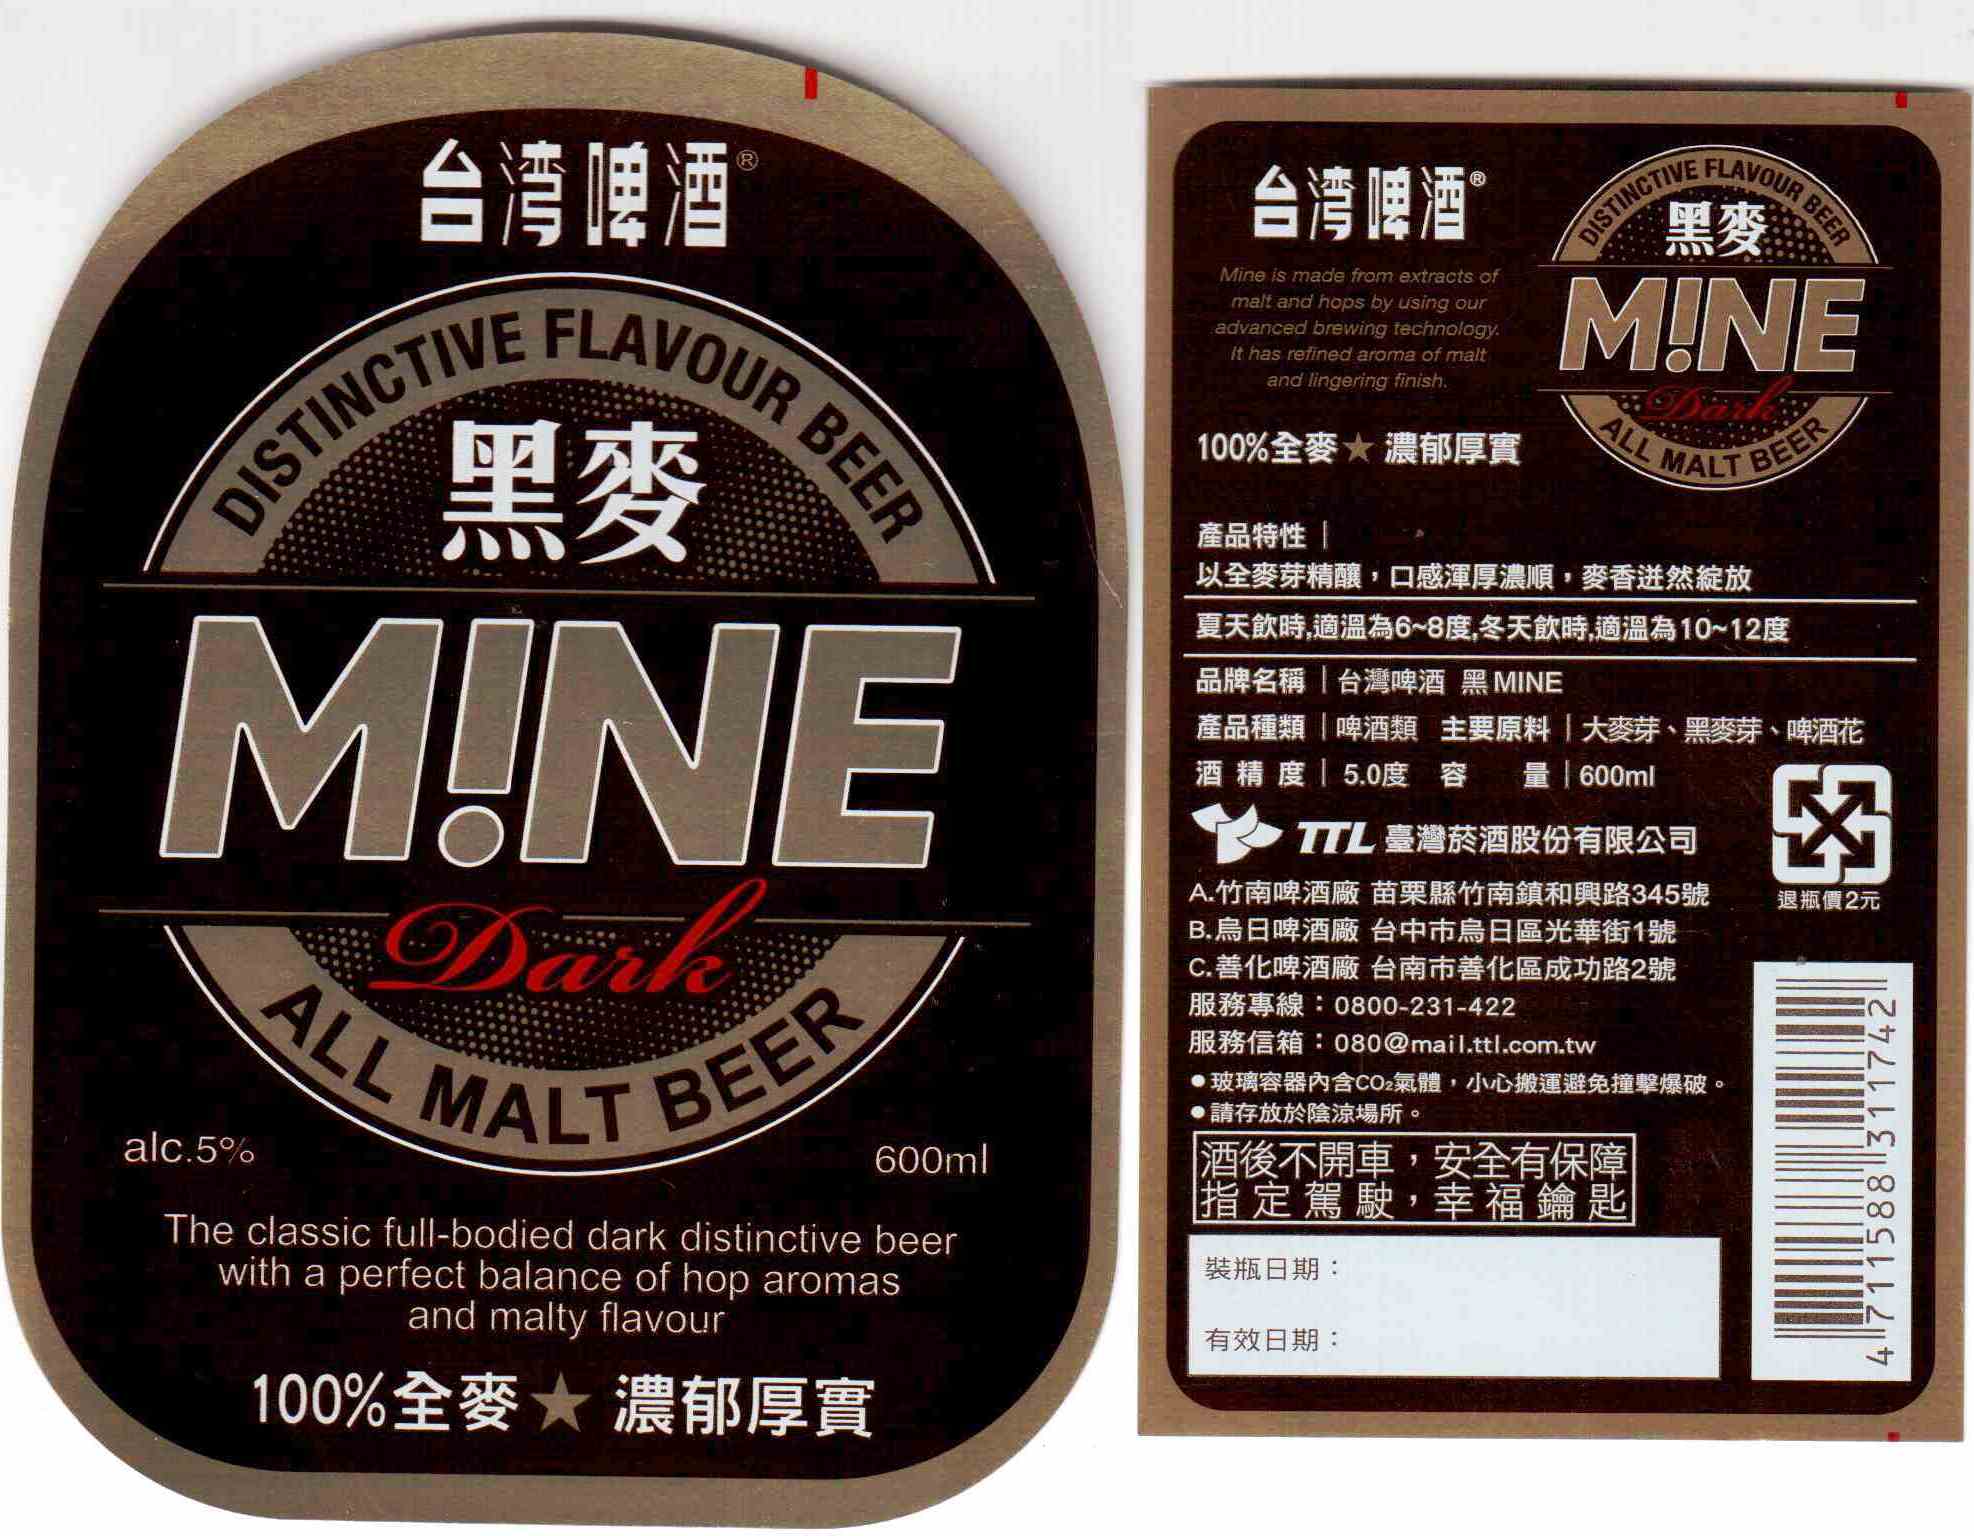 台湾啤酒®
DISTINCTIVE FLAVOUR BEER
黑麥
M!NE
Dark
ALL MALT BEER
alc.5%
600ml
The classic full-bodied dark distinctive beer
with a perfect balance of hop aromas
and malty flavour
100%全麥★濃郁厚實
台湾啤酒®
Mine is made from extracts of
malt and hops by using our
advanced brewing technology.
It has refined aroma of malt
and lingering finish.
DISTINCTIVE FLAVOUR BEER
黑麥
M!NE
Dark
ALL MALT BEER
100%全麥★濃郁厚實
產品特性|
以全麥芽精釀，口感渾厚濃順，麥香迸然綻放
夏天飲時,適溫為6~8度,冬天飲時,適溫為10~12度
品牌名稱|台灣啤酒 黑MINE
產品種類|啤酒類 主要原料|大麥芽、黑麥芽、啤酒花
酒精度|5.0度 容量|600ml
TTL 臺灣菸酒股份有限公司
退瓶價2元
A.竹南啤酒廠 苗栗縣竹南鎮和興路345號
B.烏日啤酒廠 台中市烏日區光華街1號
C.善化啤酒廠 台南市善化區成功路2號
服務專線：0800-231-422
服務信箱：080@mail.ttl.com.tw
●玻璃容器內含CO₂氣體，小心搬運避免撞擊爆破。
●請存放於陰涼場所。
酒後不開車，安全有保障
指定駕駛，幸福鑰匙
裝瓶日期：
有效日期：
4 711588 311742